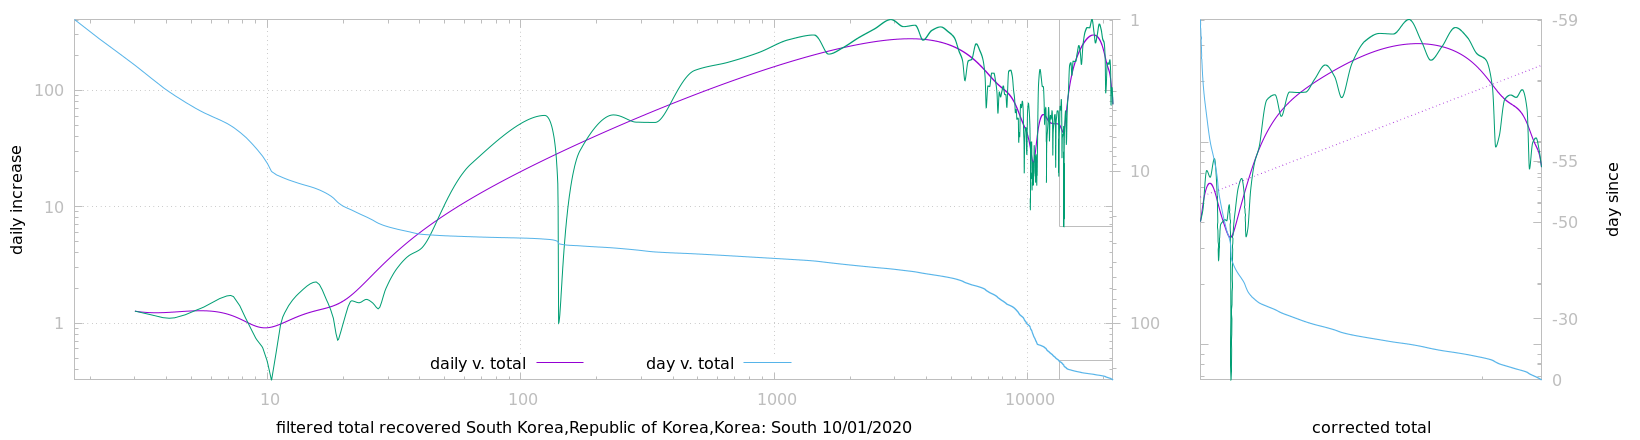 daily increase
100
10
1
daily v. total
day v. total
1
10
100
10
100
1000
10000
filtered total recovered South Korea,Republic of Korea,Korea: South 10/01/2020
-59
-55
-50
-30
0
day since
corrected total